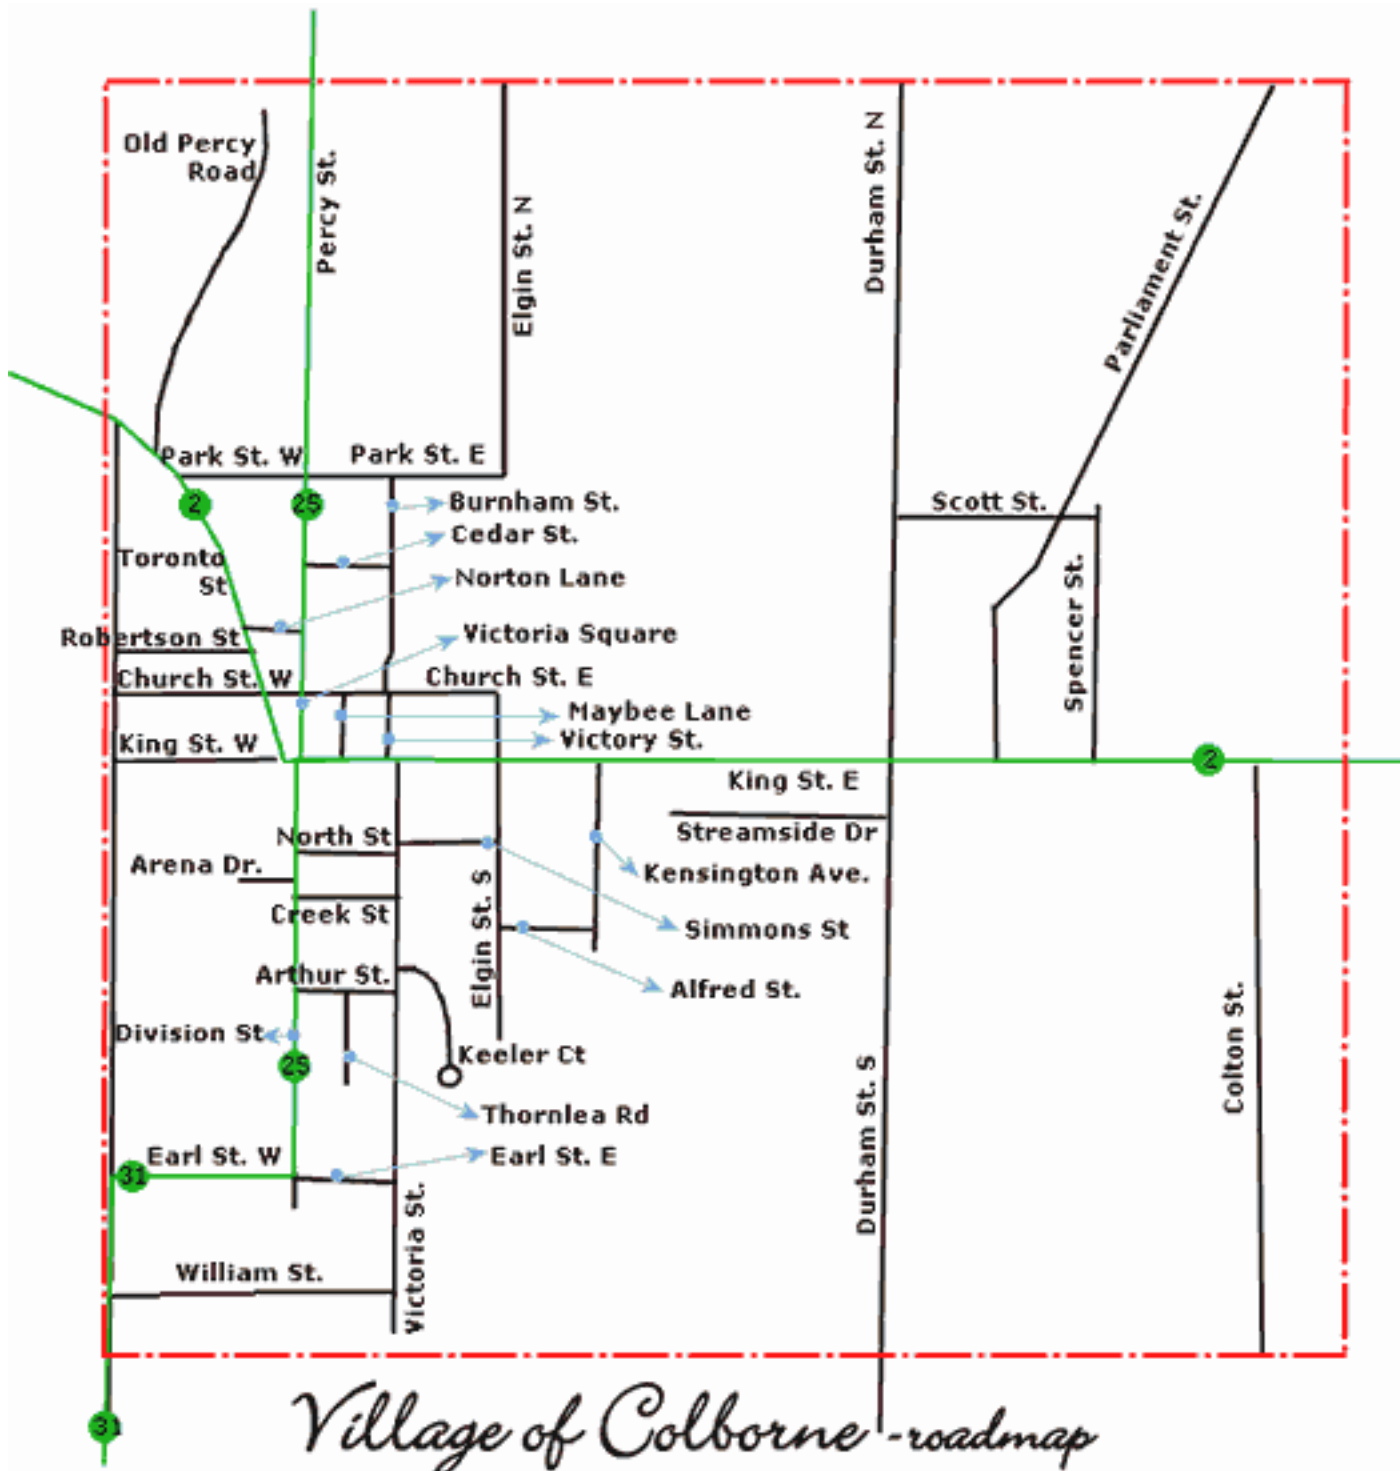 Old Percy
Road
Percy St.
Elgin St. N
Durham St. N
Parliament St.
Park St. W
Park St. E
2
25
Burnham St.
Scott St.
Cedar St.
Toronto
St
Norton Lane
Spencer St.
Robertson St
Victoria Square
Church St. W
Church St. E
Maybee Lane
King St. W
Victory St.
2
King St. E
North St
Streamside Dr
Arena Dr.
Kensington Ave.
Creek St
Elgin St. S
Simmons St
Arthur St.
Alfred St.
Division St
Colton St.
25
Keeler Ct
Thornlea Rd
Durham St. S
Earl St. W
Earl St. E
31
Victoria St.
William St.
31
Village of Colborne -roadmap